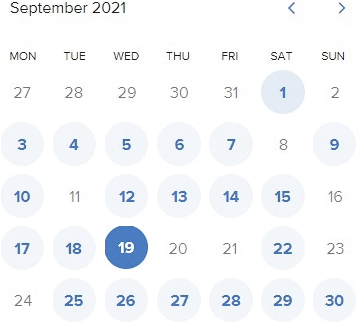 September 2021
MON TUE WED THU FRI SAT SUN
27 28 29 30 31 1 2
3 4 5 6 7 8 9
10 11 12 13 14 15 16
17 18 19 20 21 22 23
24 25 26 27 28 29 30